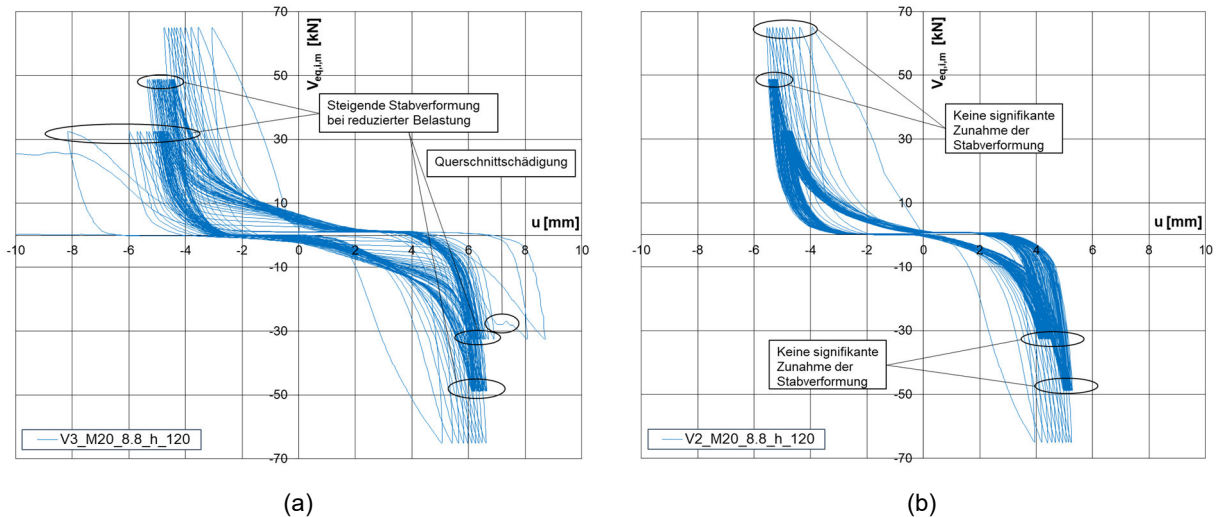 V_eq,i,m [kN]
70
50
30
10
-10
-30
-50
-70
u [mm]
-10
-8
-6
-4
-2
0
2
4
6
8
10
Steigende Stabverformung
bei reduzierter Belastung
Querschnittschädigung
V3_M20_8.8_h_120
(a)
V_eq,i,m [kN]
70
50
30
10
-10
-30
-50
-70
u [mm]
-10
-8
-6
-4
-2
0
2
4
6
8
10
Keine signifikante
Zunahme der
Stabverformung
Keine signifikante
Zunahme der
Stabverformung
V2_M20_8.8_h_120
(b)